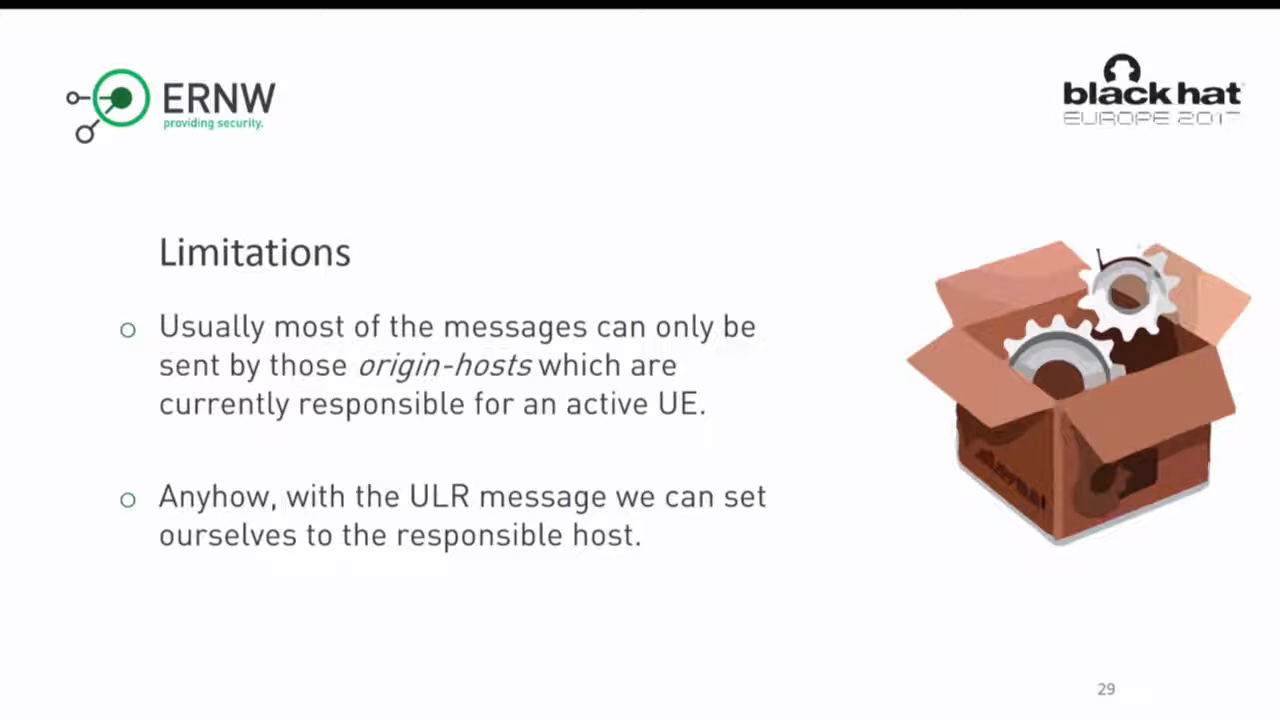 ERNW
providing security.
black hat
EUROPE 2017
Limitations
Usually most of the messages can only be
sent by those origin-hosts which are
currently responsible for an active UE.
Anyhow, with the ULR message we can set
ourselves to the responsible host.
29